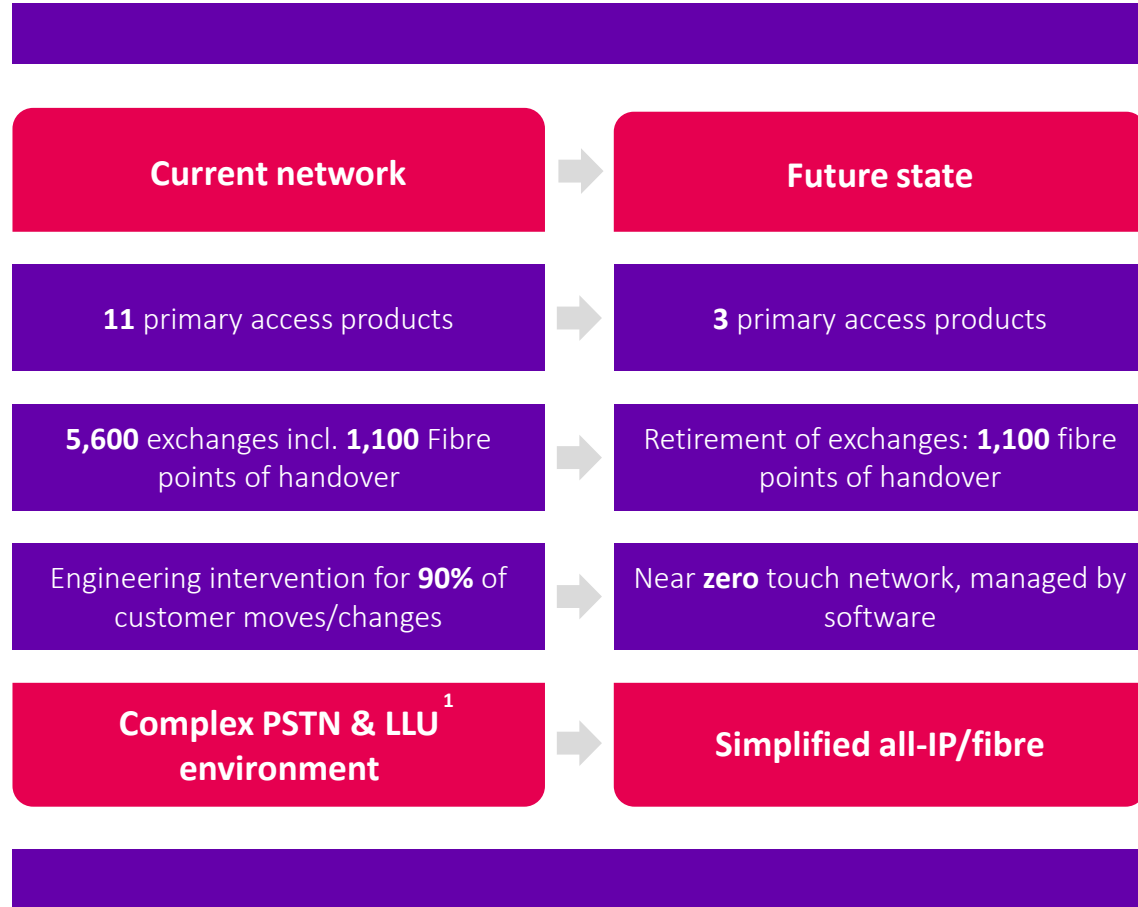 Current network
Future state
11 primary access products
3 primary access products
5,600 exchanges incl. 1,100 Fibre
points of handover
Retirement of exchanges: 1,100 fibre
points of handover
Engineering intervention for 90% of
customer moves/changes
Near zero touch network, managed by
software
Complex PSTN & LLU 1
environment
Simplified all-IP/fibre